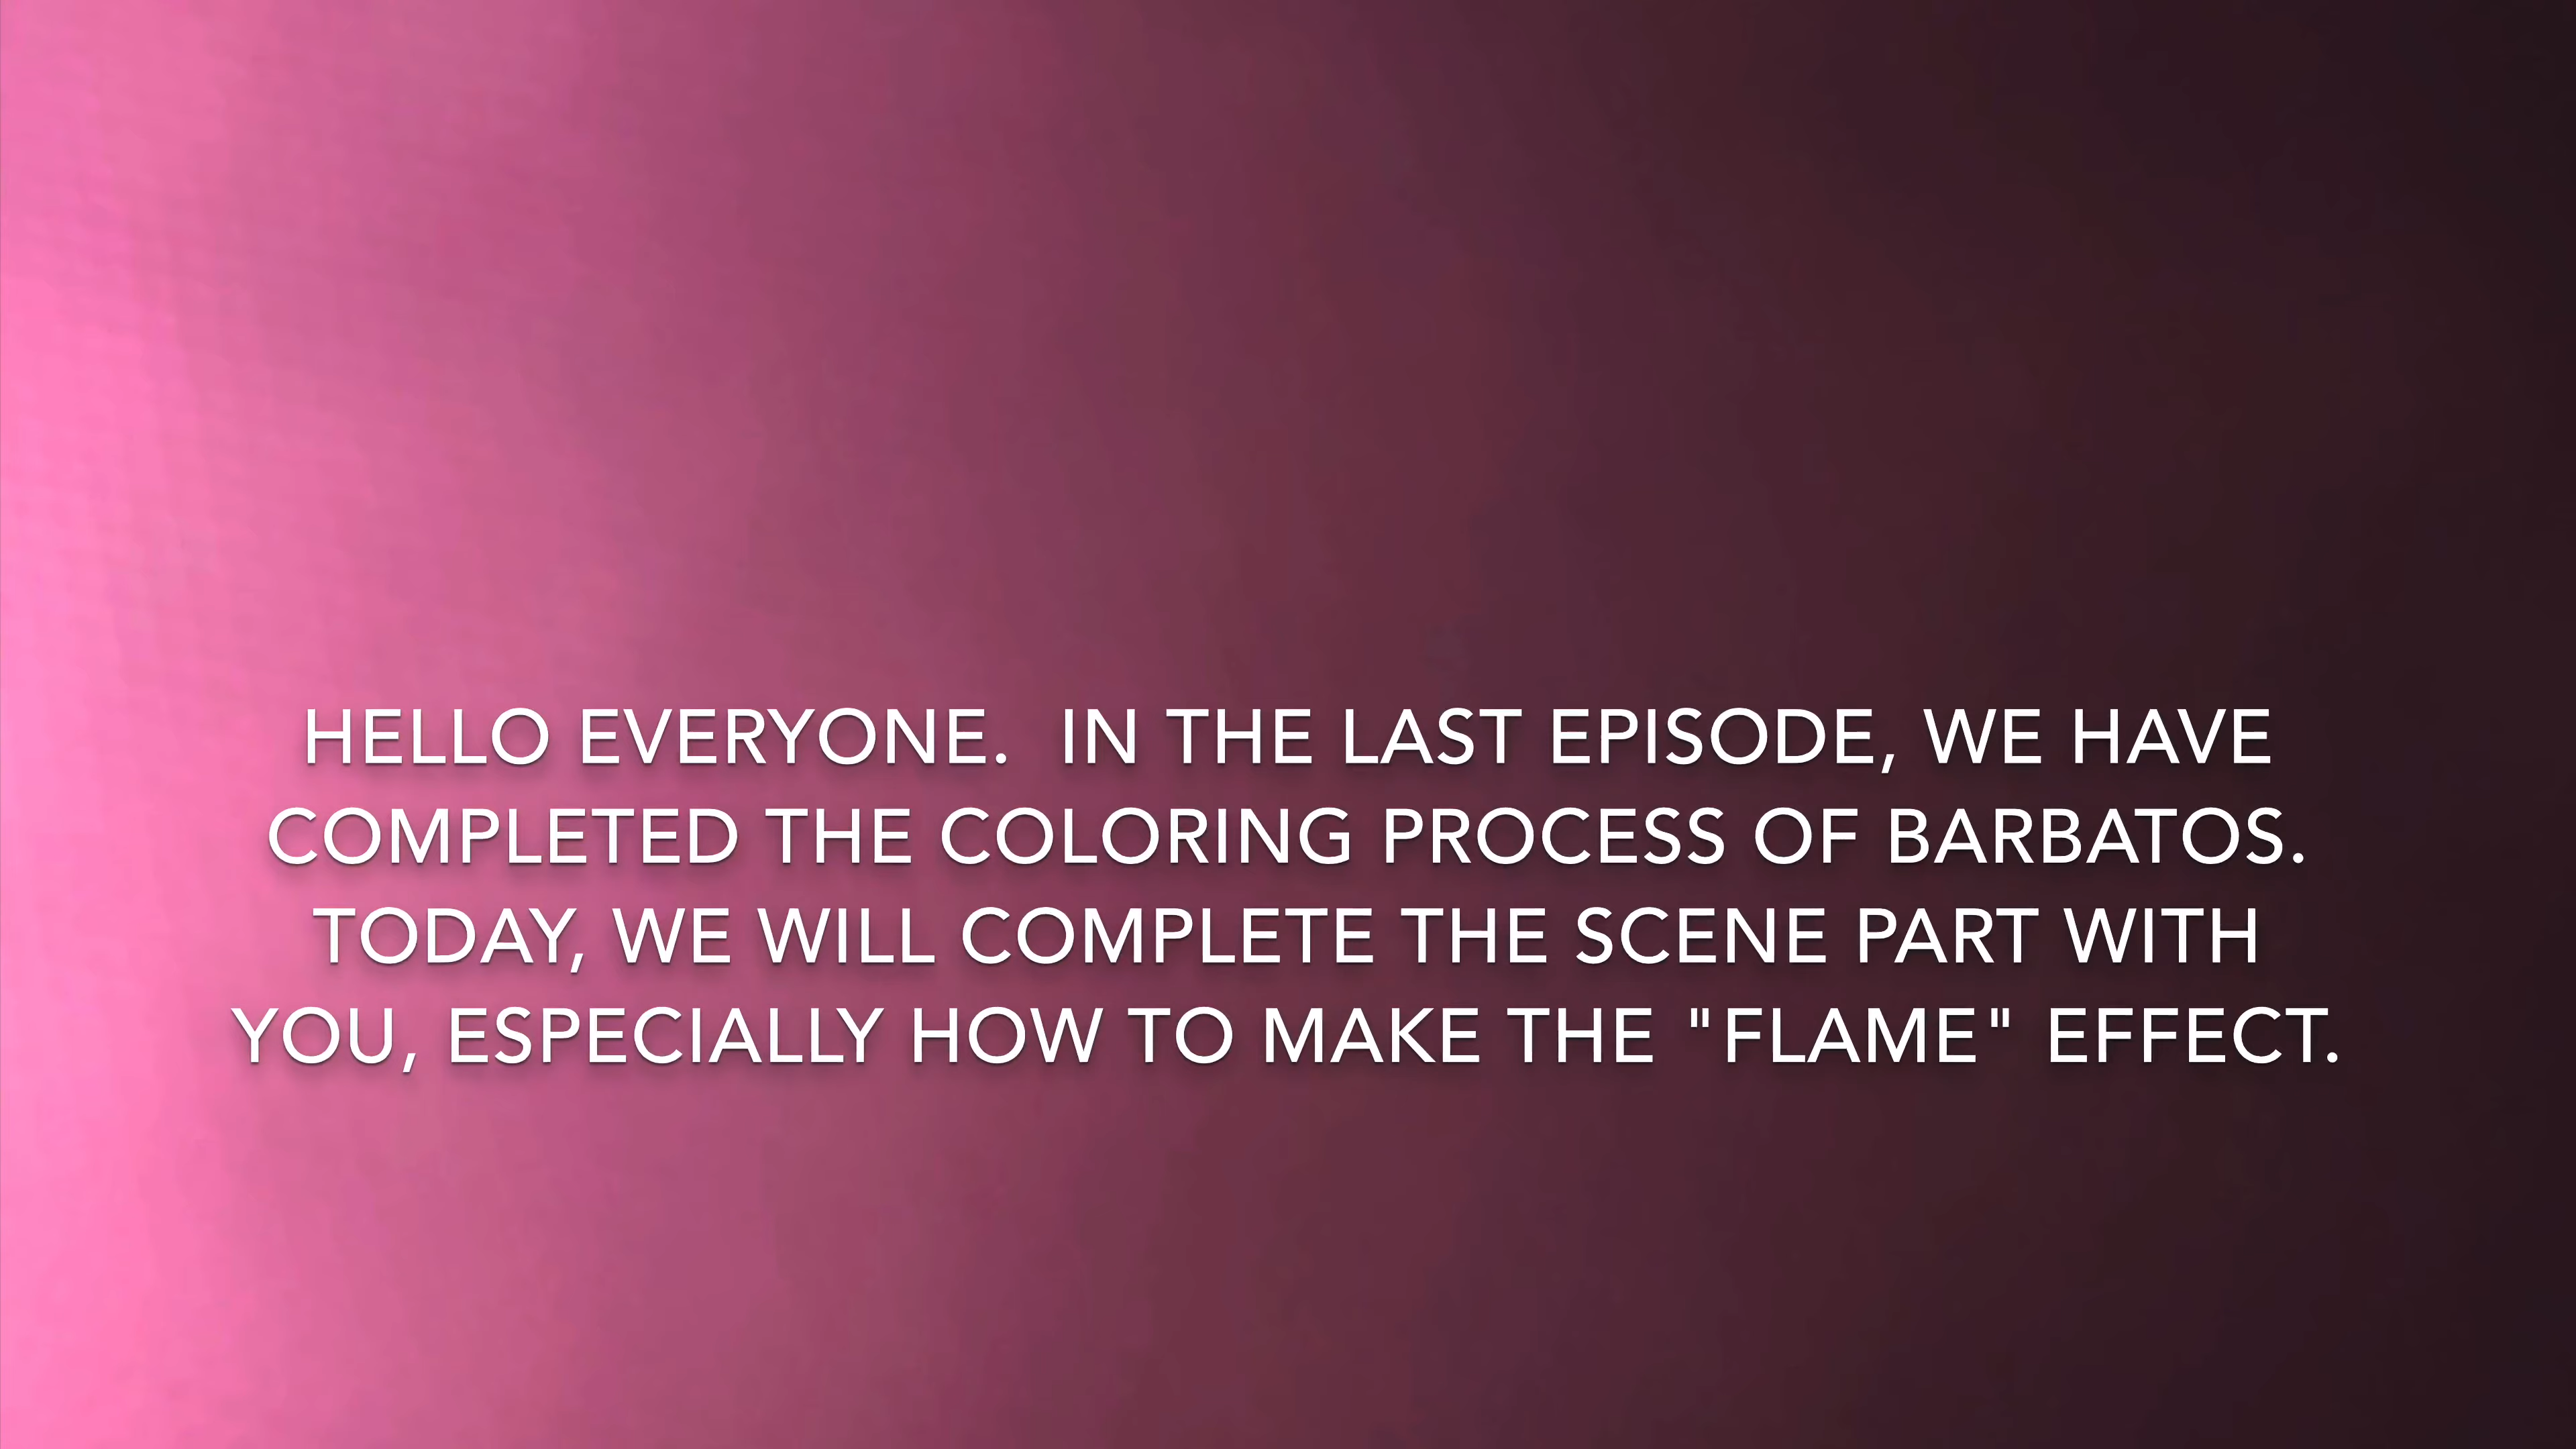 HELLO EVERYONE.  IN THE LAST EPISODE, WE HAVE
COMPLETED THE COLORING PROCESS OF BARBATOS.
TODAY, WE WILL COMPLETE THE SCENE PART WITH
YOU, ESPECIALLY HOW TO MAKE THE "FLAME" EFFECT.